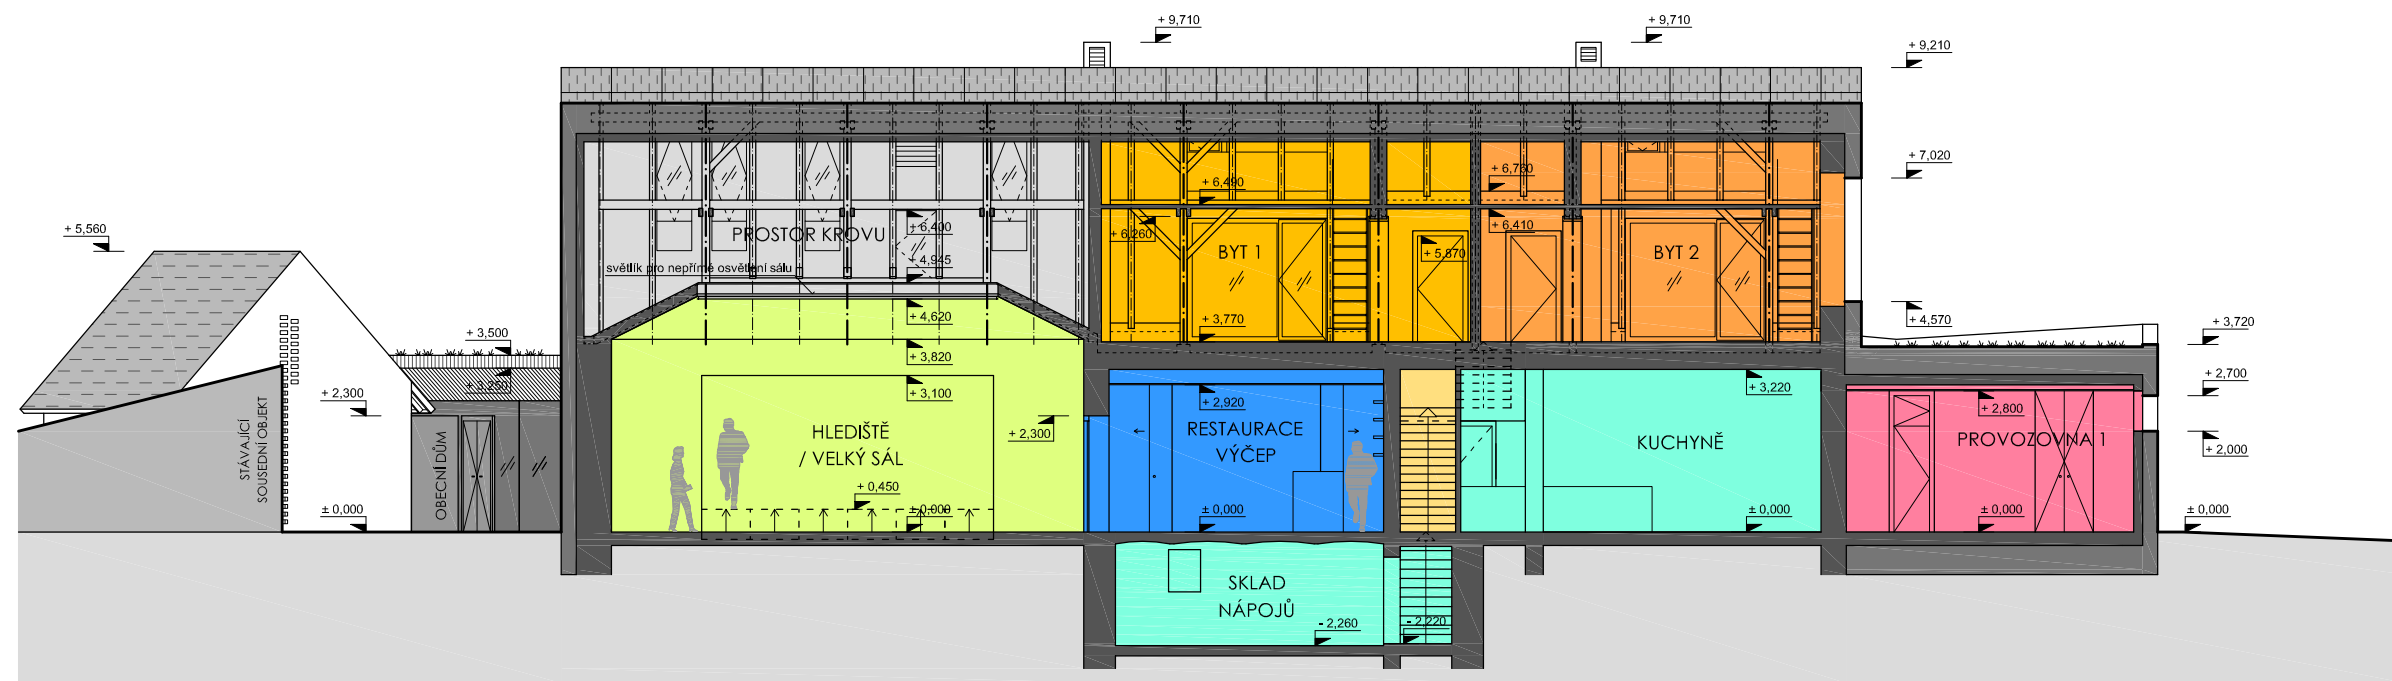 + 9,710
+ 9,710
+ 9,210
+ 7,020
+ 6,490
+ 6,760
+ 5,560
+ 6,400
+ 6,260
+ 6,410
PROSTOR KROVU
BYT 1
+ 5,870
BYT 2
světlík pro nepřímé osvětlení sálu
+ 4,945
+ 4,620
+ 3,770
+ 4,570
+ 3,720
+ 3,500
+ 3,820
+ 3,250
+ 3,100
+ 2,920
+ 3,220
+ 2,700
+ 2,800
+ 2,300
+ 2,300
STÁVAJÍCÍ
SOUSEDNÍ OBJEKT
OBECNÍ DŮM
HLEDIŠTĚ
/ VELKÝ SÁL
RESTAURACE
VÝČEP
KUCHYNĚ
PROVOZOVNA 1
+ 2,000
+ 0,450
± 0,000
± 0,000
± 0,000
± 0,000
± 0,000
± 0,000
SKLAD
NÁPOJŮ
- 2,260
- 2,220